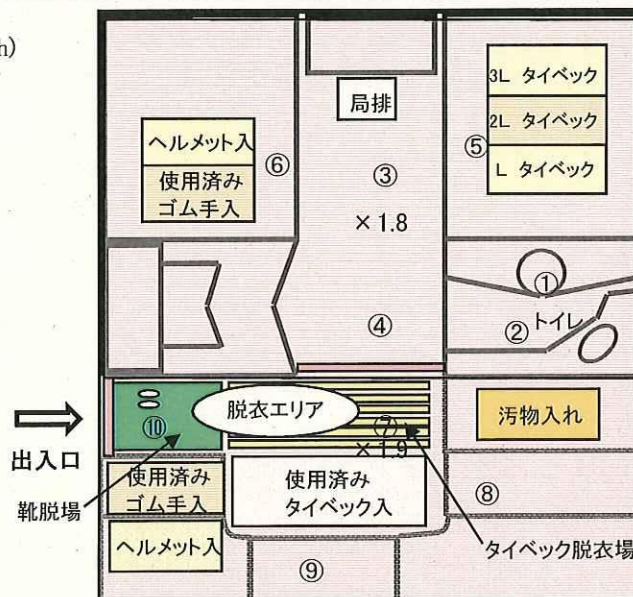 h)
局排
3L タイベック
2L タイベック
L タイベック
⑤
ヘルメット入
使用済み
ゴム手入
⑥
③
× 1.8
①
④
②
トイレ
出入口
⑩
脱衣エリア
⑦
× 1.9
汚物入れ
靴脱場
使用済み
ゴム手入
使用済み
タイベック入
⑧
ヘルメット入
タイベック脱衣場
⑨